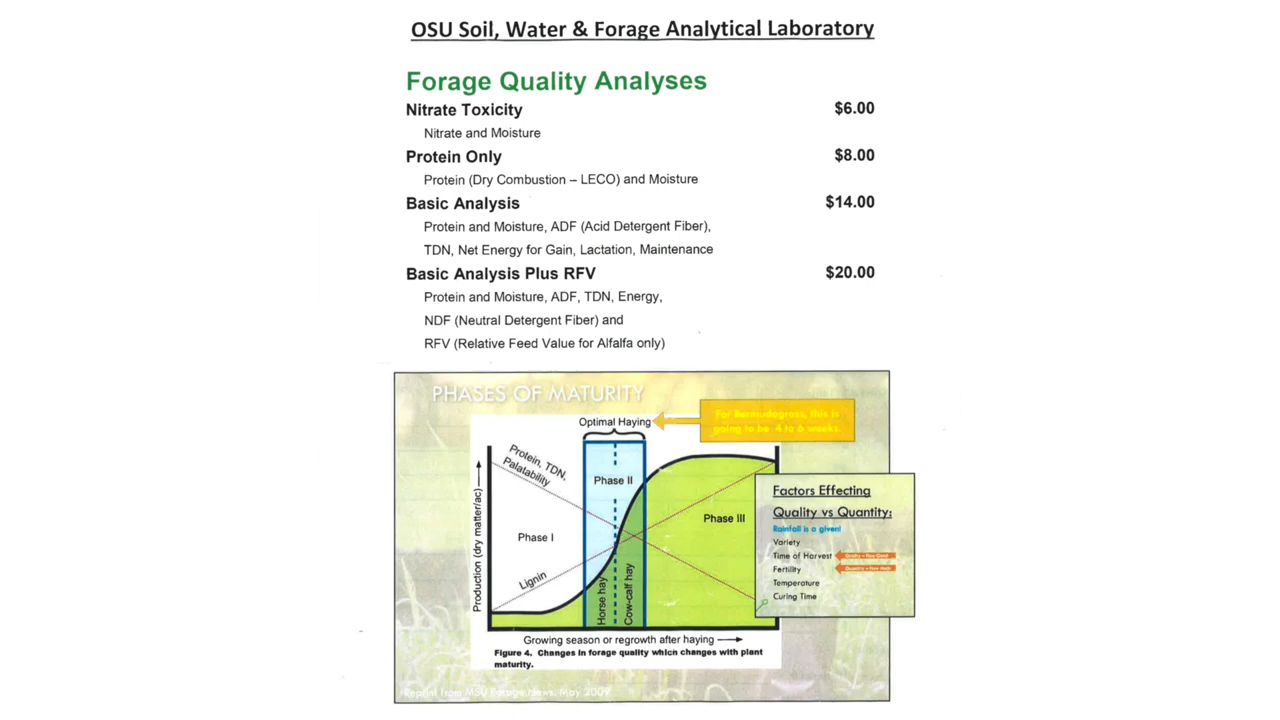 OSU Soil, Water & Forage Analytical Laboratory
Forage Quality Analyses
Nitrate Toxicity $6.00
Nitrate and Moisture
Protein Only $8.00
Protein (Dry Combustion – LECO) and Moisture
Basic Analysis $14.00
Protein and Moisture, ADF (Acid Detergent Fiber),
TDN, Net Energy for Gain, Lactation, Maintenance
Basic Analysis Plus RFV $20.00
Protein and Moisture, ADF, TDN, Energy,
NDF (Neutral Detergent Fiber) and
RFV (Relative Feed Value for Alfalfa only)
PHASES OF MATURITY
For Bermudagrass, this is
going to be 4 to 6 weeks.
Optimal Haying
Protein, TDN,
Palatability
Phase II
Phase III
Phase I
Lignin
Horse hay
Cow-calf hay
Production (dry matter/ac)
Growing season or regrowth after haying
Figure 4. Changes in forage quality which changes with plant
maturity.
Factors Effecting
Quality vs Quantity:
Rainfall is a given!
Variety
Time of Harvest
Quality = How Good
Fertility
Quantity = How Much
Temperature
Curing Time
Reprint from MSU Forage News, May 2009